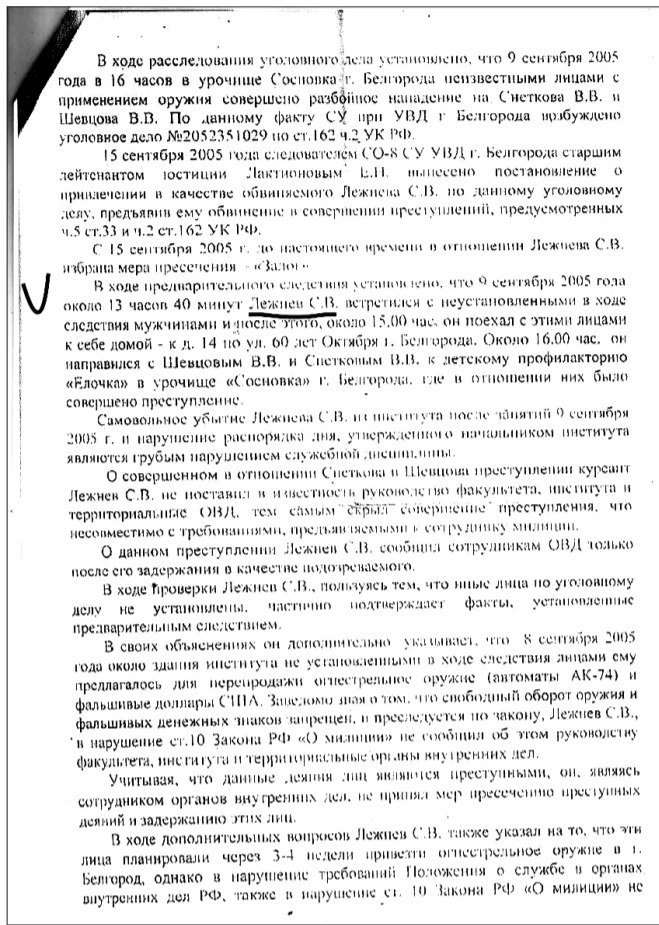 В ходе расследования уголовного дела установлено, что 9 сентября 2005
года в 16 часов в урочище Сосновка г. Белгорода неизвестными лицами с
применением оружия совершено разбойное нападение на Снеткова В.В. и
Шевцова В.В. По данному факту СУ при УВД г Белгорода возбуждено
уголовное дело №2052351029 по ст.162 ч.2 УК РФ.
15 сентября 2005 года следователем СО-8 СУ УВД г. Белгорода старшим
лейтенантом юстиции Лактионовым Е.Н. вынесено постановление о
привлечении в качестве обвиняемого Лежнева С.В. по данному уголовному
делу, предъявив ему обвинение в совершении преступлений, предусмотренных
ч.5 ст.33 и ч.2 ст.162 УК РФ.
С 15 сентября 2005 г. до настоящего времени в отношении Лежнева С.В.
избрана мера пресечения - «Залог»
В ходе предварительного следствия установлено, что 9 сентября 2005 года
около 13 часов 40 минут Лежнев С.В. встретился с неустановленными в ходе
следствия мужчинами и после этого, около 15.00 час. он поехал с этими лицами
к себе домой - к д. 14 по ул. 60 лет Октября г. Белгорода. Около 16.00 час. он
направился с Шевцовым В.В. и Снетковым В.В. к детскому профилакторию
«Елочка» в урочище «Сосновка» г. Белгорода, где в отношении них было
совершено преступление.
Самовольное убытие Лежнева С.В. из института после занятий 9 сентября
2005 г. и нарушение распорядка дня, утвержденного начальником института
являются грубым нарушением служебной дисциплины.
О совершенном в отношении Снеткова и Шевцова преступлении курсант
Лежнев С.В. не поставил в известность руководство факультета, института и
территориальные ОВД, тем самым скрыл совершение преступления, что
несовместимо с требованиями, предъявляемыми к сотруднику милиции.
О данном преступлении Лежнев С.В. сообщил сотрудникам ОВД только
после его задержания в качестве подозреваемого.
В ходе проверки Лежнев С.В., пользуясь тем, что иные лица по уголовному
делу не установлены, частично подтверждает факты, установленные
предварительным следствием.
В своих объяснениях он дополнительно указывает, что 8 сентября 2005
года около здания института не установленными в ходе следствия лицами ему
предлагалось для перепродажи огнестрельное оружие (автоматы АК-74) и
фальшивые доллары США. Заведомо зная о том, что свободный оборот оружия и
фальшивых денежных знаков запрещен, и преследуется по закону, Лежнев С.В.,
в нарушение ст.10 Закона РФ «О милиции» не сообщил об этом руководству
факультета, института и территориальные органы внутренних дел.
Учитывая, что данные деяния лиц являются преступными, он, являясь
сотрудником органов внутренних дел, не принял мер пресечению преступных
деяний и задержанию этих лиц.
В ходе дополнительных вопросов Лежнев С.В. также указал на то, что эти
лица планировали через 3-4 недели привезти огнестрельное оружие в г.
Белгород, однако в нарушение требований Положения о службе в органах
внутренних дел РФ, также в нарушение ст. 10 Закона РФ «О милиции» не